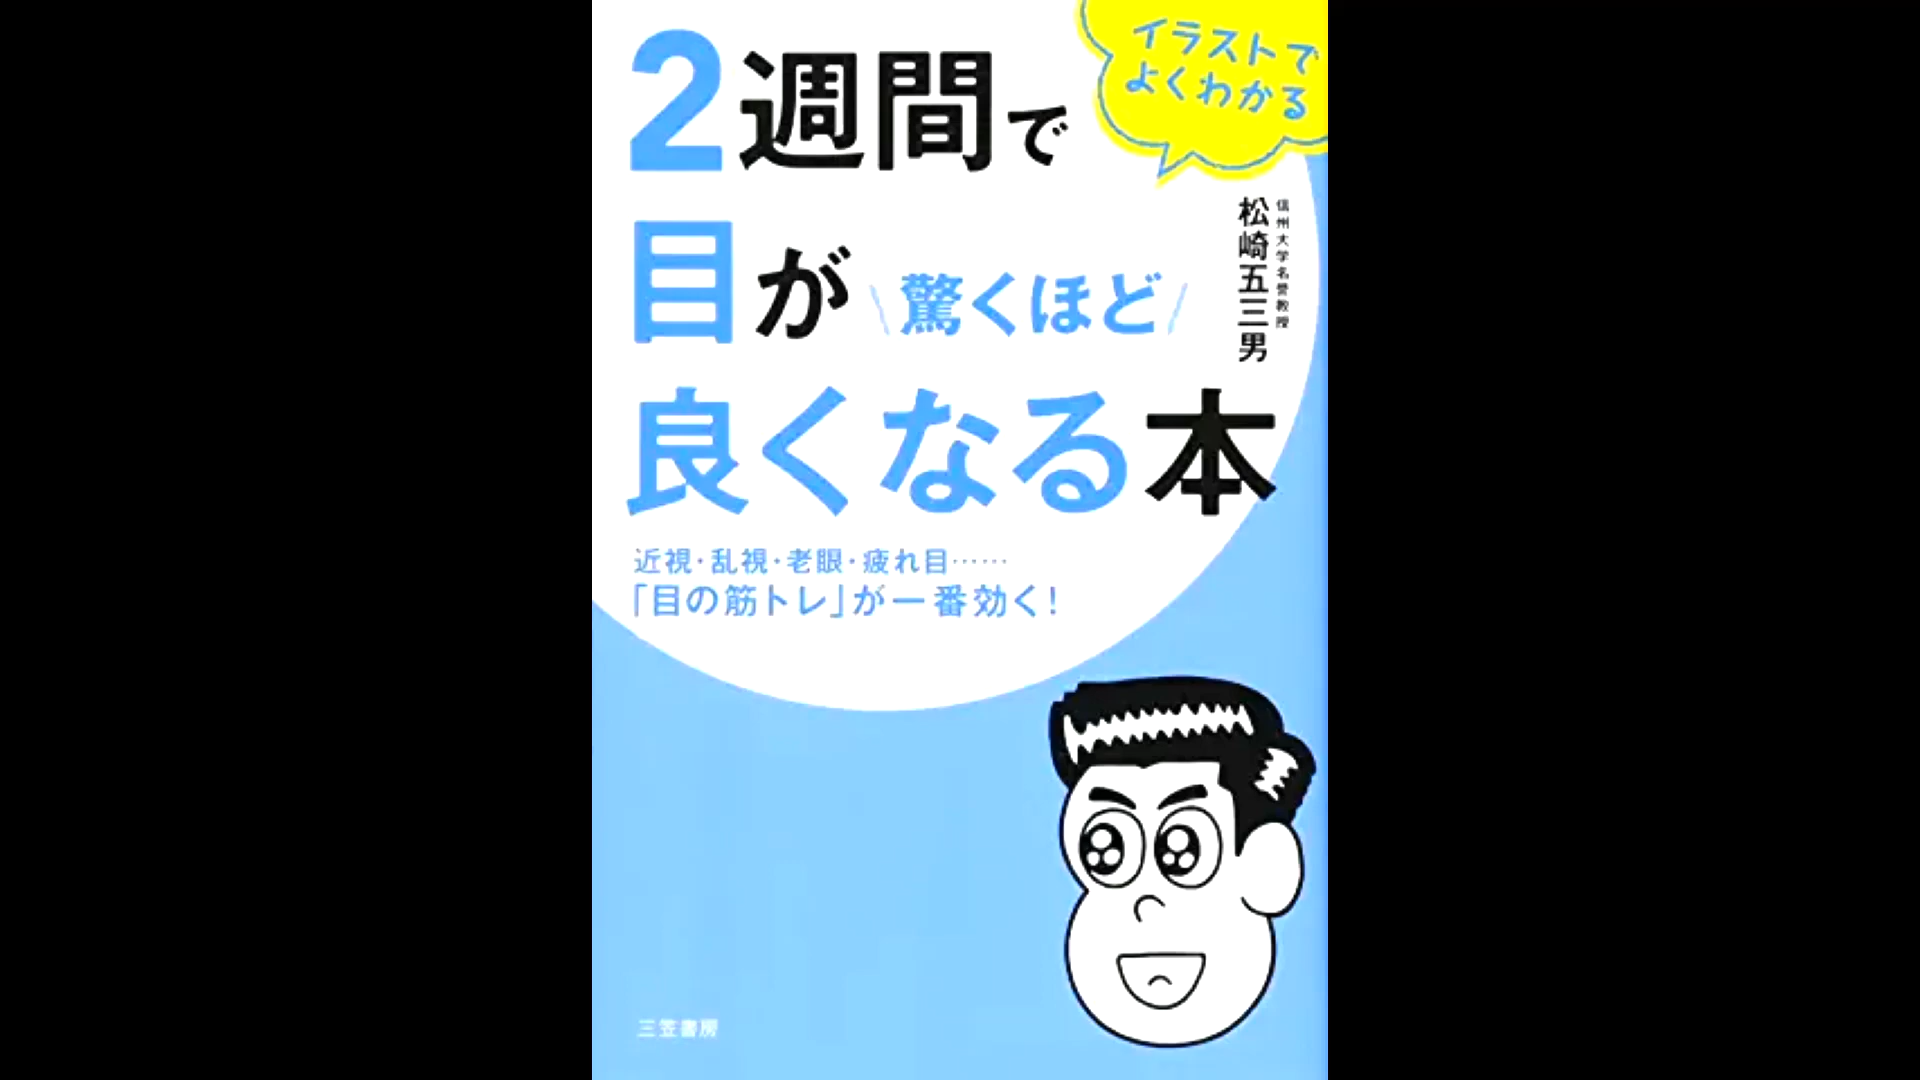 イラストで
よくわかる
2週間で
目が驚くほど
良くなる本
信州大学名誉教授
松崎五三男
近視・乱視・老眼・疲れ目……
「目の筋トレ」が一番効く!
三笠書房